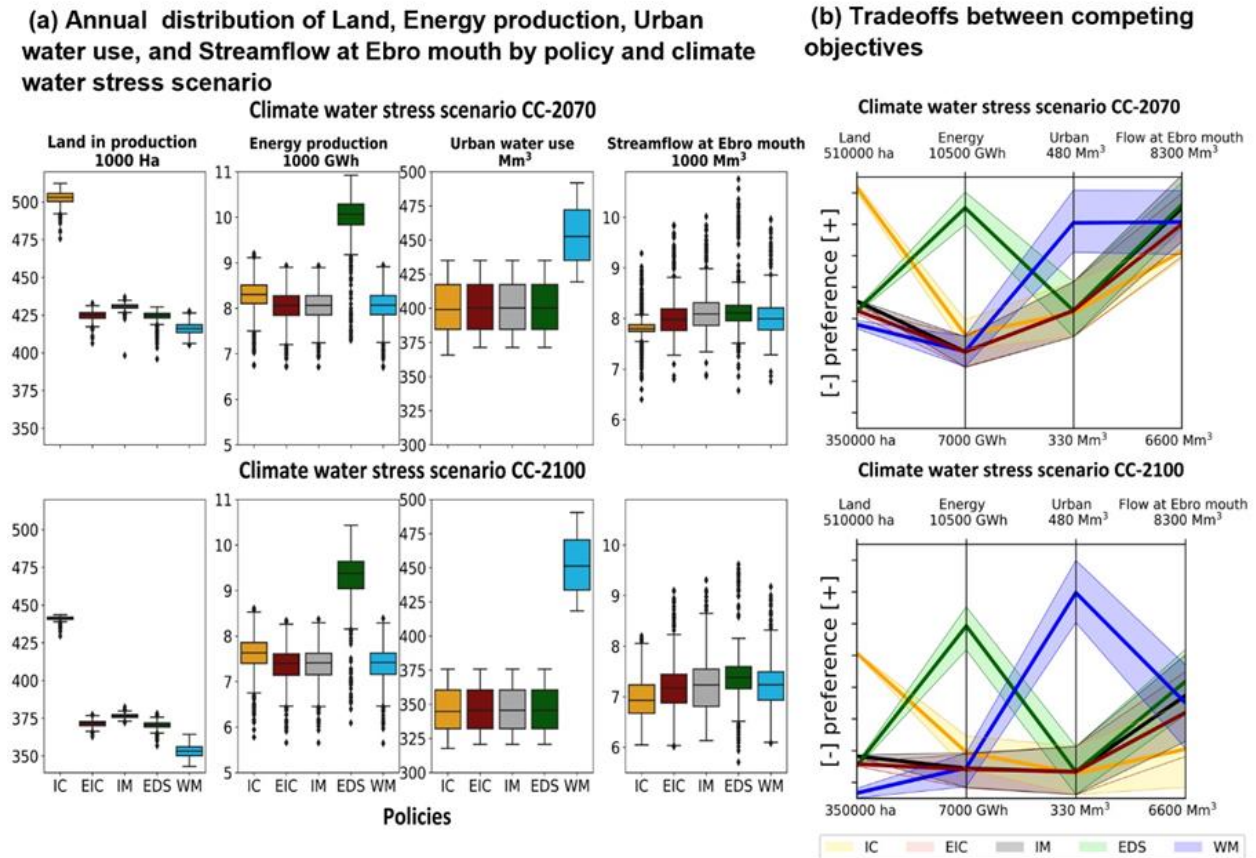 (a) Annual distribution of Land, Energy production, Urban
water use, and Streamflow at Ebro mouth by policy and climate
water stress scenario
Climate water stress scenario CC-2070
Land in production
1000 Ha
Energy production
1000 GWh
Urban water use
Mm³
Streamflow at Ebro mouth
1000 Mm³
500
475
450
425
400
375
350
11
10
9
8
7
6
5
500
475
450
425
400
375
350
325
300
10
9
8
7
6
Climate water stress scenario CC-2100
500
475
450
425
400
375
350
11
10
9
8
7
6
5
500
475
450
425
400
375
350
325
300
10
9
8
7
6
IC EIC IM EDS WM
IC EIC IM EDS WM
IC EIC IM EDS WM
IC EIC IM EDS WM
Policies
(b) Tradeoffs between competing
objectives
Climate water stress scenario CC-2070
Land
510000 ha
Energy
10500 GWh
Urban
480 Mm³
Flow at Ebro mouth
8300 Mm³
[-] preference [+]
350000 ha
7000 GWh
330 Mm³
6600 Mm³
Climate water stress scenario CC-2100
Land
510000 ha
Energy
10500 GWh
Urban
480 Mm³
Flow at Ebro mouth
8300 Mm³
[-] preference [+]
350000 ha
7000 GWh
330 Mm³
6600 Mm³
IC EIC IM EDS WM